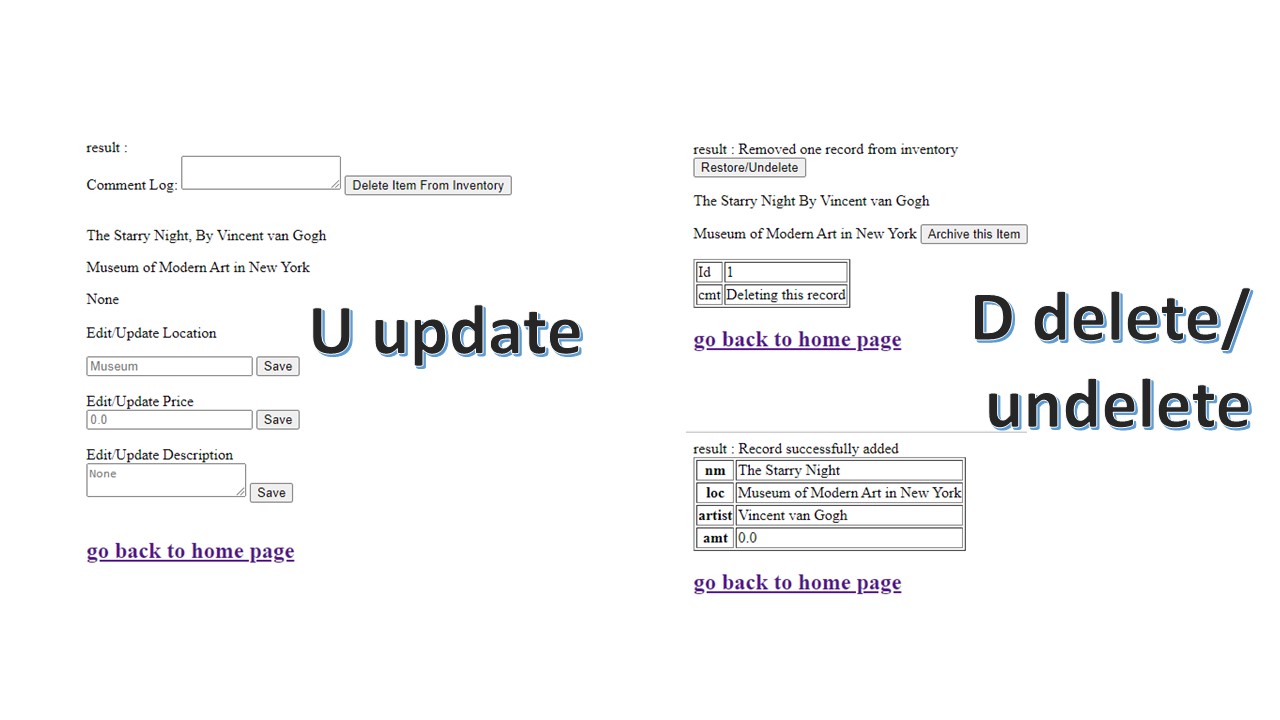 result :
Comment Log: Delete Item From Inventory
The Starry Night, By Vincent van Gogh
Museum of Modern Art in New York
None
Edit/Update Location
Museum Save
Edit/Update Price
0.0 Save
Edit/Update Description
None Save
go back to home page
U update
result : Removed one record from inventory
Restore/Undelete
The Starry Night By Vincent van Gogh
Museum of Modern Art in New York Archive this Item
Id 1
cmt Deleting this record
go back to home page
D delete/
undelete
result : Record successfully added
nm The Starry Night
loc Museum of Modern Art in New York
artist Vincent van Gogh
amt 0.0
go back to home page